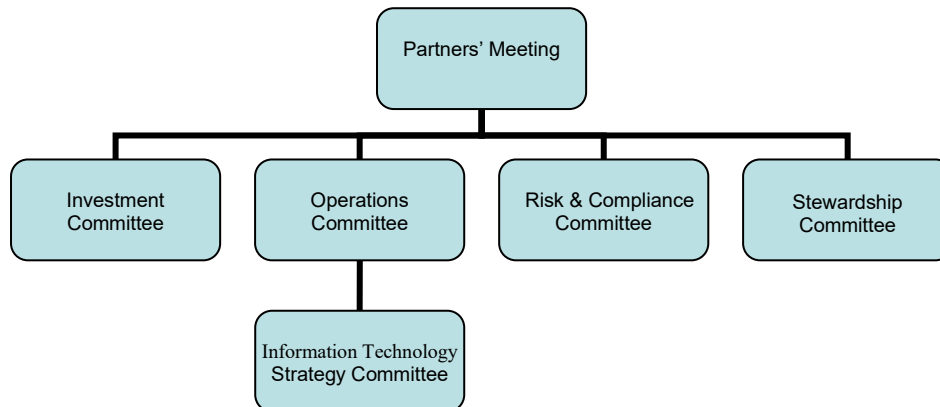 Partners’ Meeting
Investment
Committee
Operations
Committee
Risk & Compliance
Committee
Stewardship
Committee
Information Technology
Strategy Committee